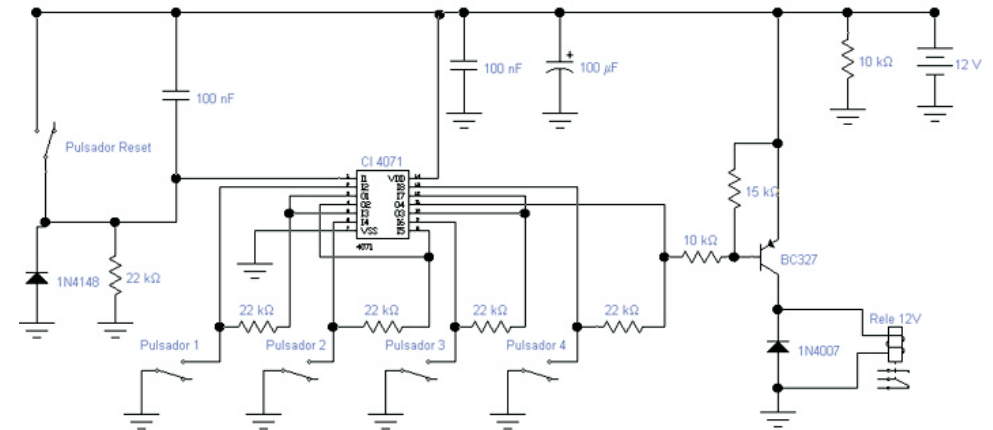 100 nF
100 µF
10 kΩ
12 V
100 nF
Pulsador Reset
CI 4071
I1
I2
O1
O2
I3
I4
VSS
VDD
I8
I7
O4
O3
I6
I5
4071
15 kΩ
10 kΩ
BC327
1N4148
22 kΩ
22 kΩ
22 kΩ
22 kΩ
22 kΩ
Rele 12V
Pulsador 1
Pulsador 2
Pulsador 3
Pulsador 4
1N4007